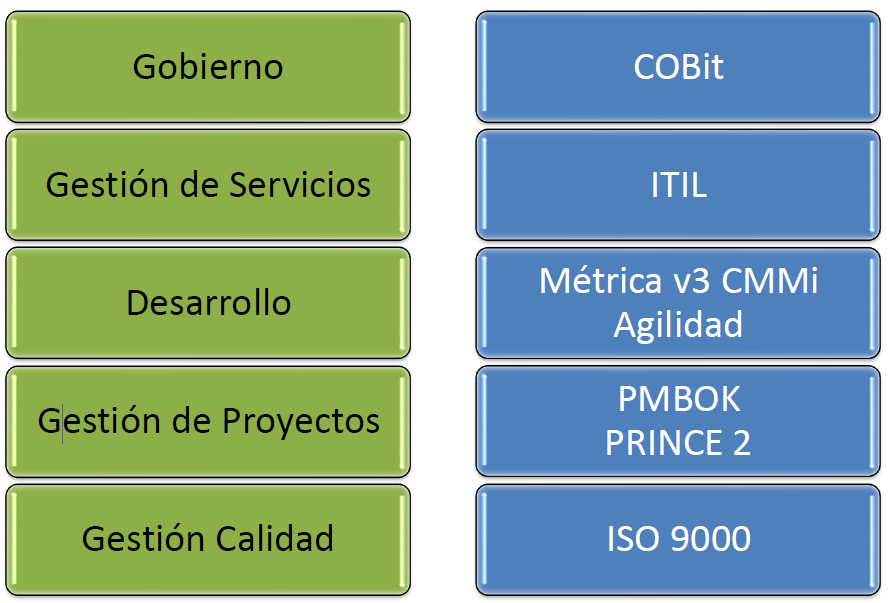 Gobierno
COBit
Gestión de Servicios
ITIL
Desarrollo
Métrica v3 CMMi
Agilidad
Gestión de Proyectos
PMBOK
PRINCE 2
Gestión Calidad
ISO 9000